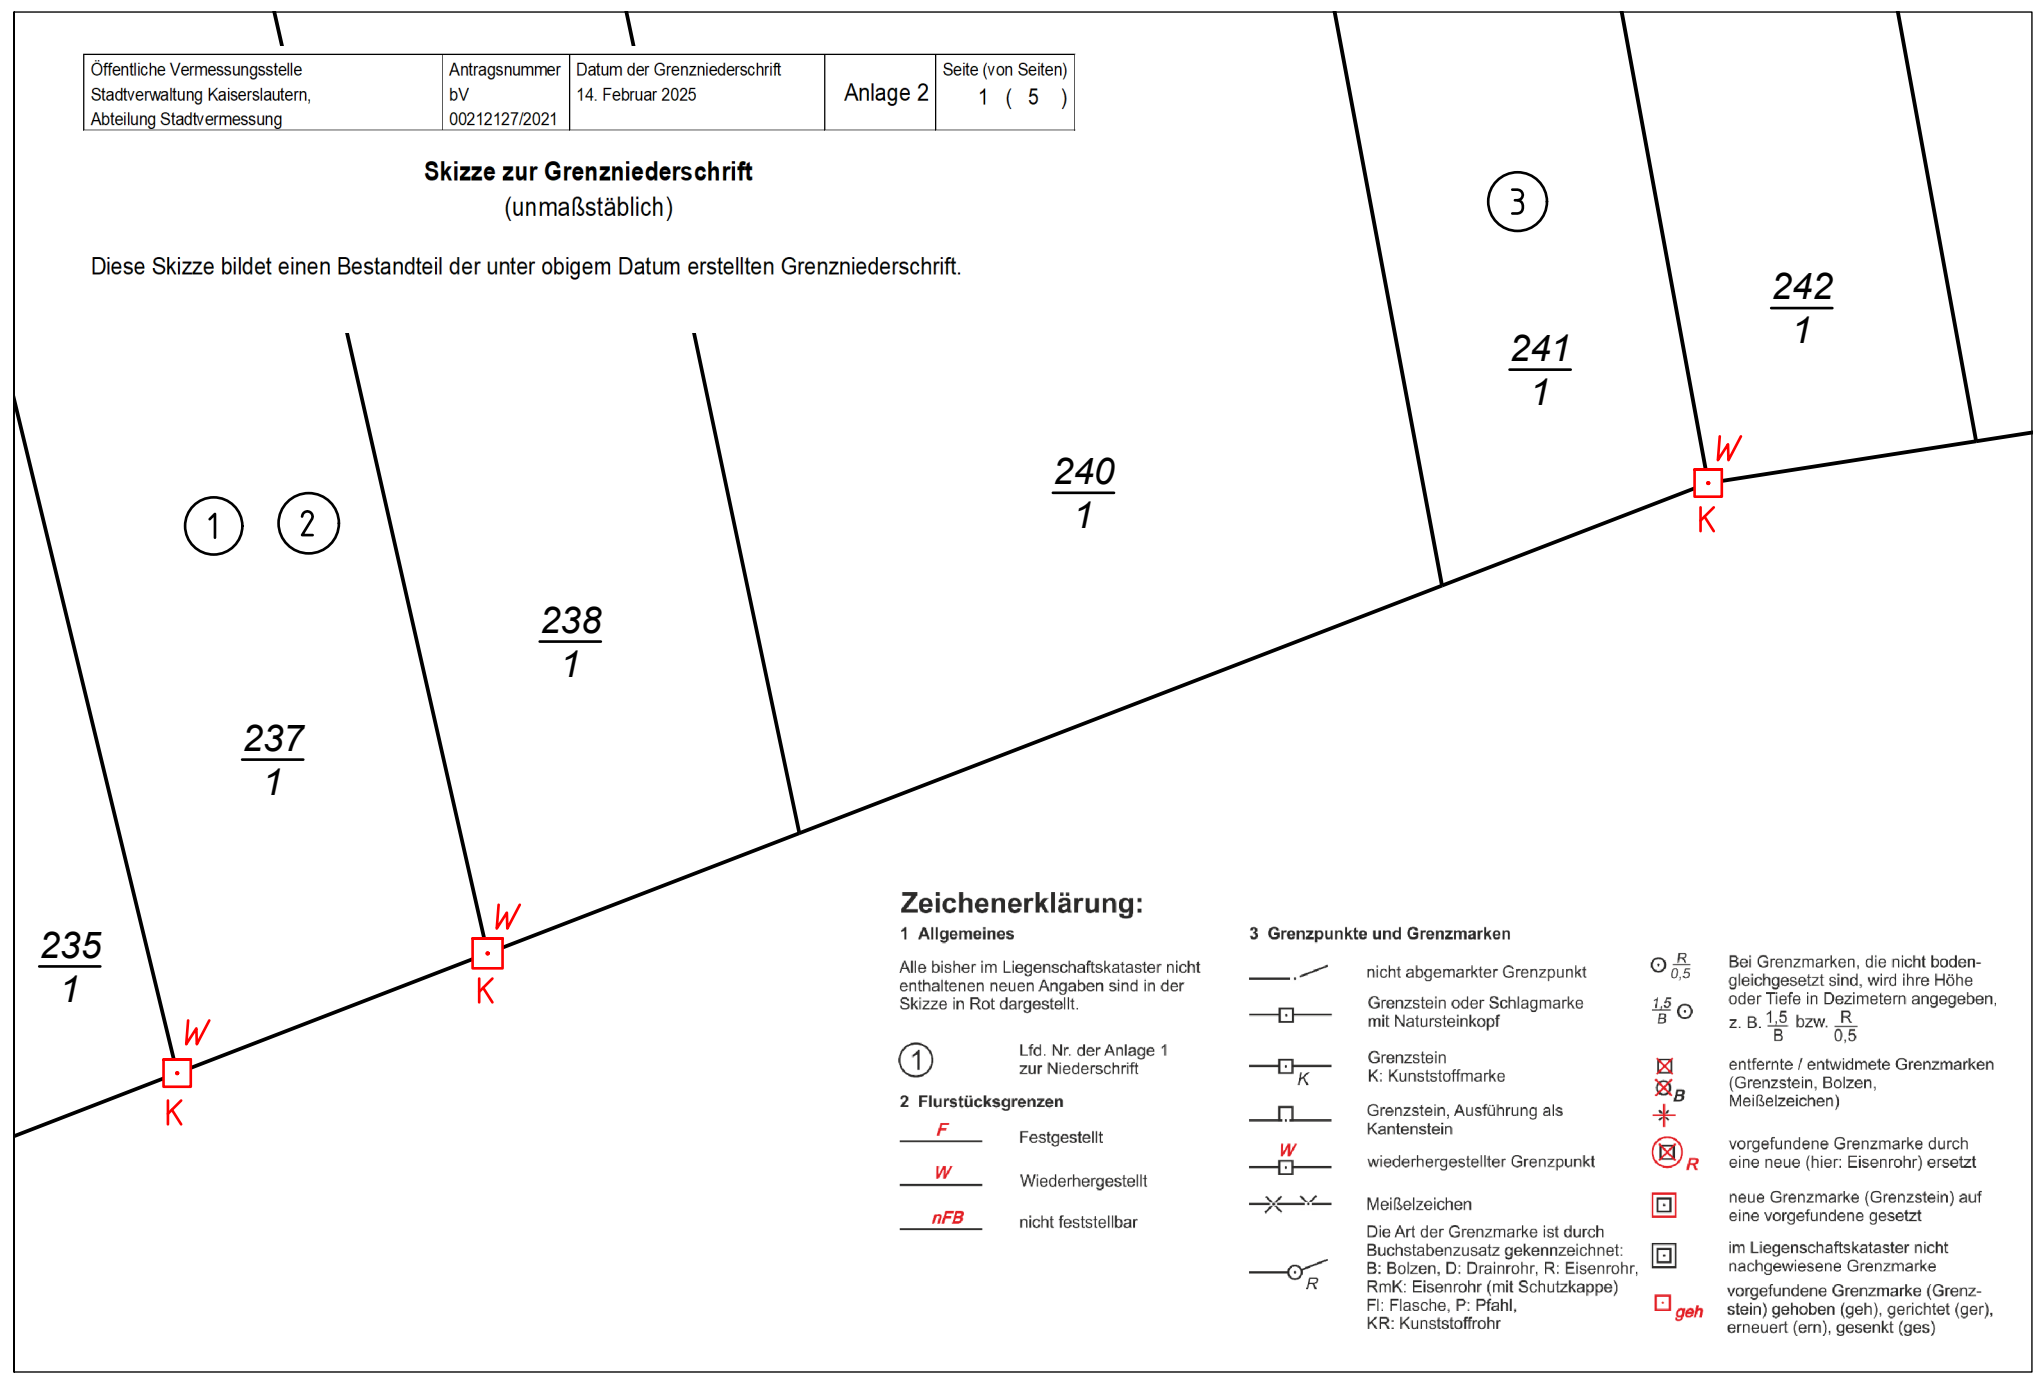 Öffentliche Vermessungsstelle
Stadtverwaltung Kaiserslautern,
Abteilung Stadtvermessung
Antragsnummer
bV
00212127/2021
Datum der Grenzniederschrift
14. Februar 2025
Anlage 2
Seite (von Seiten)
1 ( 5 )
Skizze zur Grenzniederschrift
(unmaßstäblich)
Diese Skizze bildet einen Bestandteil der unter obigem Datum erstellten Grenzniederschrift.
3
242
1
241
1
W
K
240
1
1 2
238
1
237
1
W
K
235
1
W
K
Zeichenerklärung:
1 Allgemeines
Alle bisher im Liegenschaftskataster nicht
enthaltenen neuen Angaben sind in der
Skizze in Rot dargestellt.
1
Lfd. Nr. der Anlage 1
zur Niederschrift
2 Flurstücksgrenzen
F Festgestellt
W Wiederhergestellt
nFB nicht feststellbar
3 Grenzpunkte und Grenzmarken
nicht abgemarkter Grenzpunkt
Grenzstein oder Schlagmarke
mit Natursteinkopf
Grenzstein
K K: Kunststoffmarke
Grenzstein, Ausführung als
Kantenstein
W
wiederhergestellter Grenzpunkt
Meißelzeichen
Die Art der Grenzmarke ist durch
Buchstabenzusatz gekennzeichnet:
B: Bolzen, D: Drainrohr, R: Eisenrohr,
R RmK: Eisenrohr (mit Schutzkappe)
Fl: Flasche, P: Pfahl,
KR: Kunststoffrohr
R
0,5
1,5
B
Bei Grenzmarken, die nicht boden-
gleichgesetzt sind, wird ihre Höhe
oder Tiefe in Dezimetern angegeben,
z. B. 1,5/B bzw. R/0,5
B
entfernte / entwidmete Grenzmarken
(Grenzstein, Bolzen,
Meißelzeichen)
R
vorgefundene Grenzmarke durch
eine neue (hier: Eisenrohr) ersetzt
neue Grenzmarke (Grenzstein) auf
eine vorgefundene gesetzt
im Liegenschaftskataster nicht
nachgewiesene Grenzmarke
geh
vorgefundene Grenzmarke (Grenz-
stein) gehoben (geh), gerichtet (ger),
erneuert (ern), gesenkt (ges)